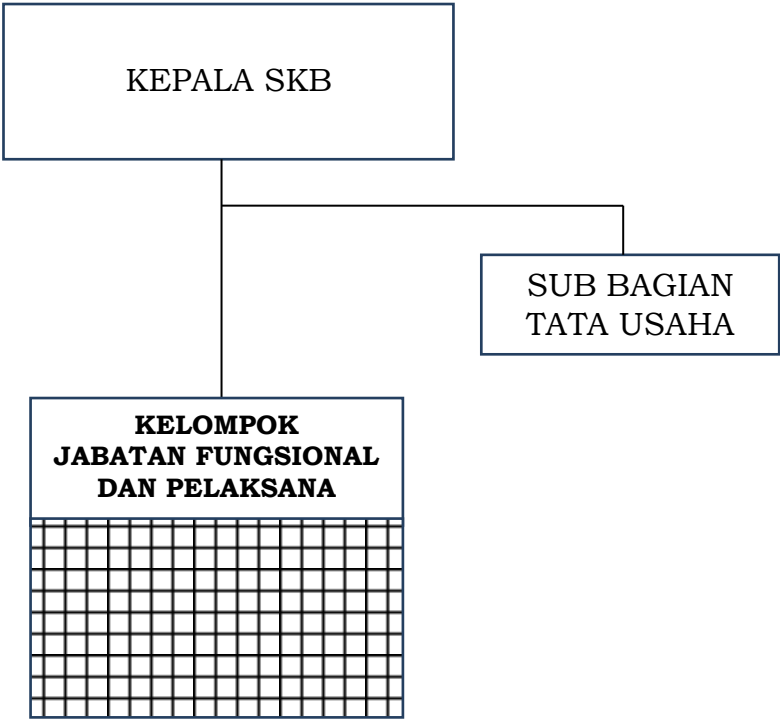 KEPALA SKB
SUB BAGIAN
TATA USAHA
KELOMPOK
JABATAN FUNGSIONAL
DAN PELAKSANA